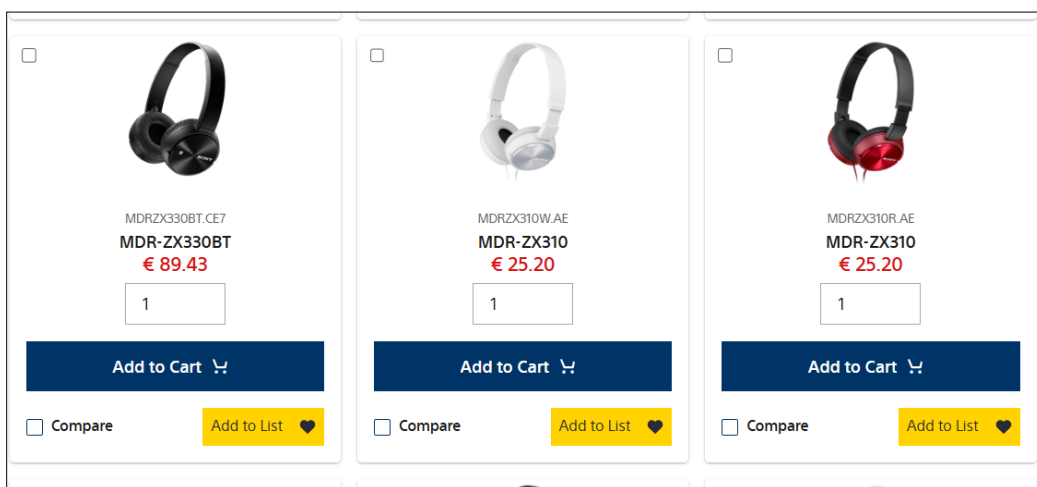 MDRZX330BT.CE7
MDR-ZX330BT
€ 89.43
1
Add to Cart
Compare
Add to List
MDRZX310W.AE
MDR-ZX310
€ 25.20
1
Add to Cart
Compare
Add to List
MDRZX310R.AE
MDR-ZX310
€ 25.20
1
Add to Cart
Compare
Add to List